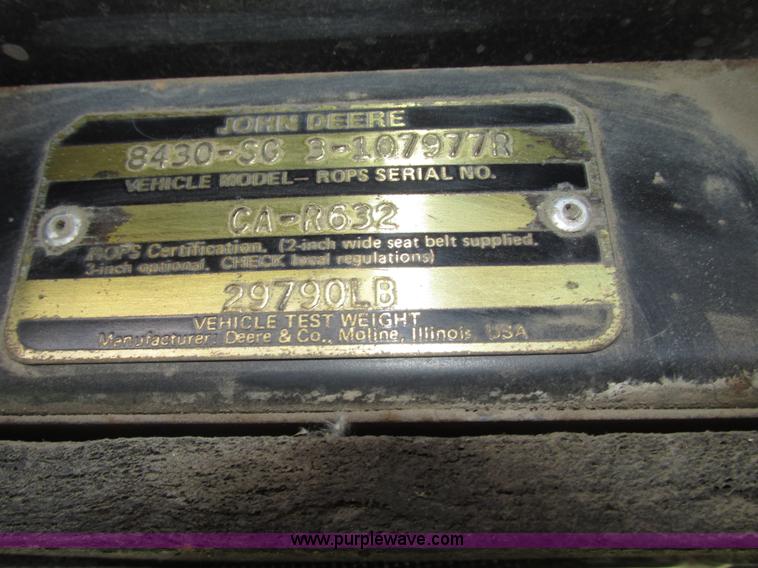 JOHN DEERE
8430-SG 3-107977R
VEHICLE MODEL - ROPS SERIAL NO.
CA-R632
ROPS Certification. (2-inch wide seat belt supplied.
3-inch optional. CHECK local regulations)
29790LB
VEHICLE TEST WEIGHT
Manufacturer: Deere & Co., Moline, Illinois, USA
www.purplewave.com